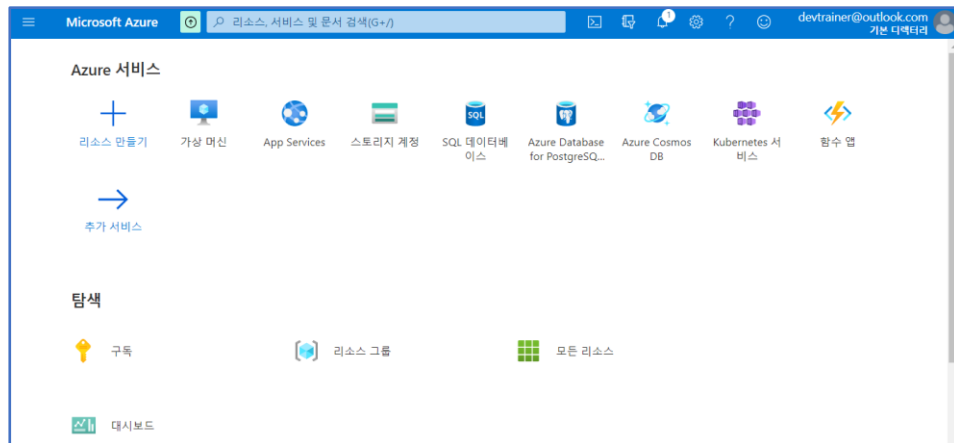 Microsoft Azure
리소스, 서비스 및 문서 검색(G+/)
1
devtrainer@outlook.com
기본 디렉터리
Azure 서비스
리소스 만들기
가상 머신
App Services
스토리지 계정
SQL 데이터베
이스
Azure Database
for PostgreSQ...
Azure Cosmos
DB
Kubernetes 서
비스
함수 앱
추가 서비스
탐색
구독
리소스 그룹
모든 리소스
대시보드